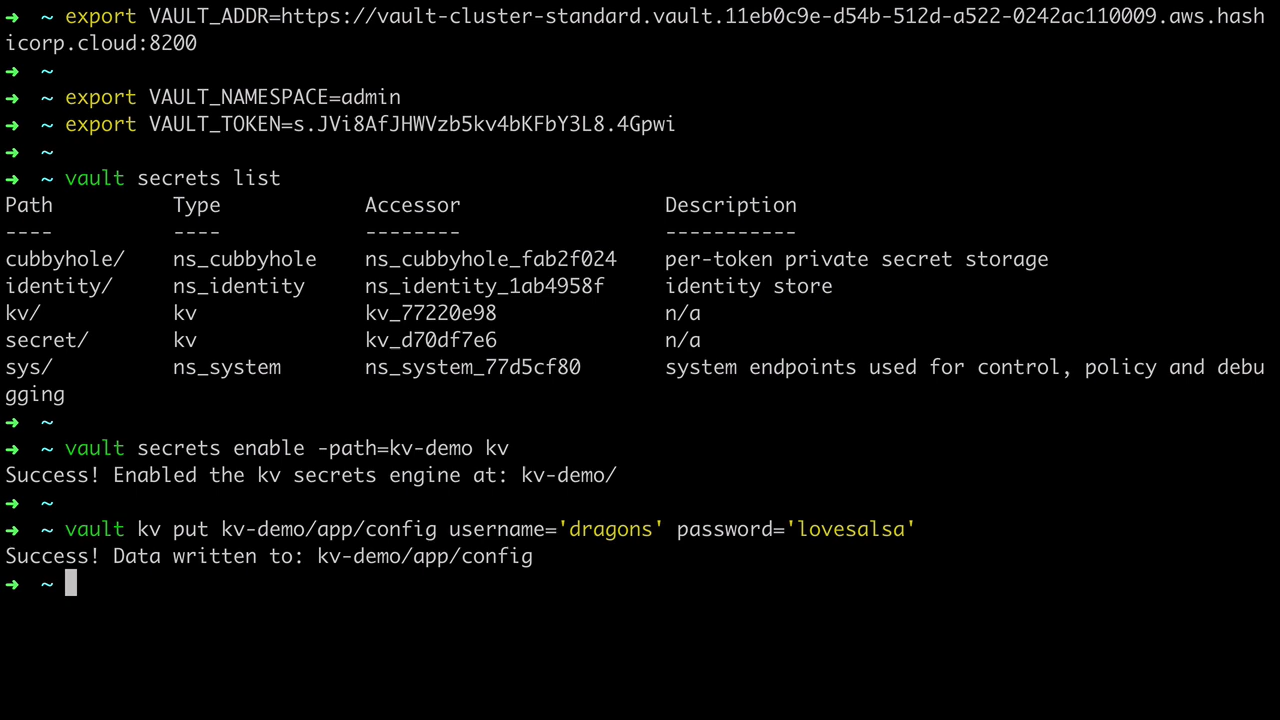 ➜  ~ export VAULT_ADDR=https://vault-cluster-standard.vault.11eb0c9e-d54b-512d-a522-0242ac110009.aws.hash
icorp.cloud:8200
➜  ~
➜  ~ export VAULT_NAMESPACE=admin
➜  ~ export VAULT_TOKEN=s.JVi8AfJHWVzb5kv4bKFbY3L8.4Gpwi
➜  ~
➜  ~ vault secrets list
Path          Type            Accessor                 Description
----          ----            --------                 -----------
cubbyhole/    ns_cubbyhole    ns_cubbyhole_fab2f024    per-token private secret storage
identity/     ns_identity     ns_identity_1ab4958f     identity store
kv/           kv              kv_77220e98              n/a
secret/       kv              kv_d70df7e6              n/a
sys/          ns_system       ns_system_77d5cf80       system endpoints used for control, policy and debu
gging
➜  ~
➜  ~ vault secrets enable -path=kv-demo kv
Success! Enabled the kv secrets engine at: kv-demo/
➜  ~
➜  ~ vault kv put kv-demo/app/config username='dragons' password='lovesalsa'
Success! Data written to: kv-demo/app/config
➜  ~